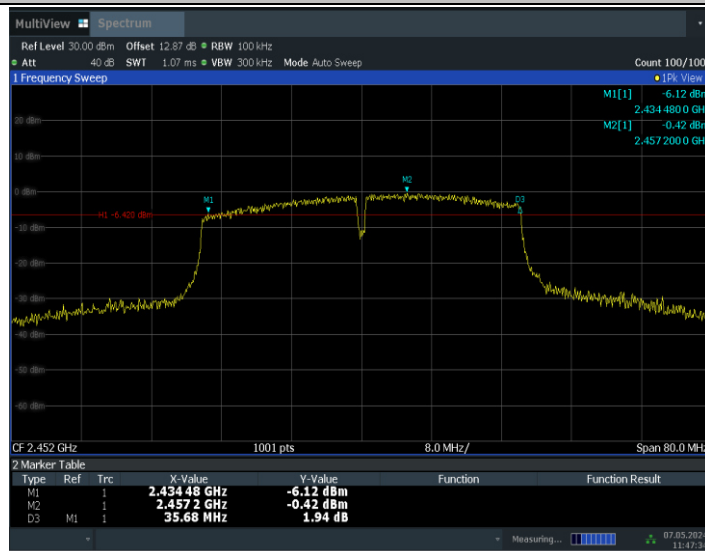 MultiView Spectrum
Ref Level 30.00 dBm Offset 12.87 dB RBW 100 kHz
Att 40 dB SWT 1.07 ms VBW 300 kHz Mode Auto Sweep Count 100/100
1 Frequency Sweep 1Pk View
M1[1] -6.12 dBm
2.434 480 0 GH
M2[1] -0.42 dBm
2.457 200 0 GH
20 dBm
10 dBm
M2
0 dBm
M1 D3
H1 -6.420 dBm
-10 dBm
-20 dBm
-30 dBm
-40 dBm
-50 dBm
-60 dBm
CF 2.452 GHz 1001 pts 8.0 MHz/ Span 80.0 MHz
2 Marker Table
Type Ref Trc X-Value Y-Value Function Function Result
M1 1 2.434 48 GHz -6.12 dBm
M2 1 2.457 2 GHz -0.42 dBm
D3 M1 1 35.68 MHz 1.94 dB
Measuring... 07.05.2024
11:47:34